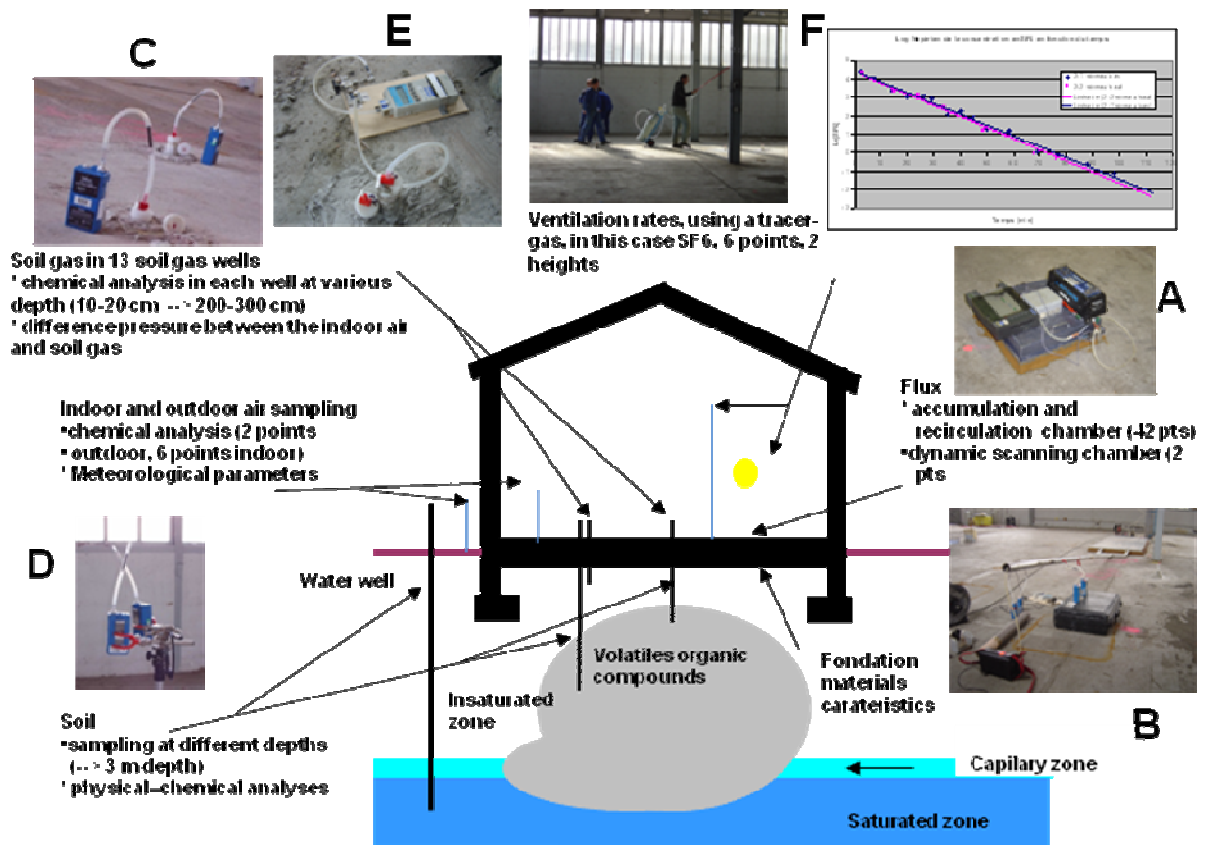 C
E
F
A
Ventilation rates, using a tracer-
gas, in this case SF6, 6 points, 2
heights
Soil gas in 13 soil gas wells
' chemical analysis in each well at various
depth (10-20 cm --> 200-300 cm)
' difference pressure between the indoor air
and soil gas
Flux
' accumulation and
recirculation chamber (42 pts)
•dynamic scanning chamber (2
pts
Indoor and outdoor air sampling
•chemical analysis (2 points
• outdoor, 6 points indoor)
' Meteorological parameters
D
Water well
Volatiles organic
compounds
Insaturated
zone
Fondation
materials
carateristics
B
Soil
•sampling at different depths
(--> 3 m depth)
' physical–chemical analyses
Capilary zone
Saturated zone